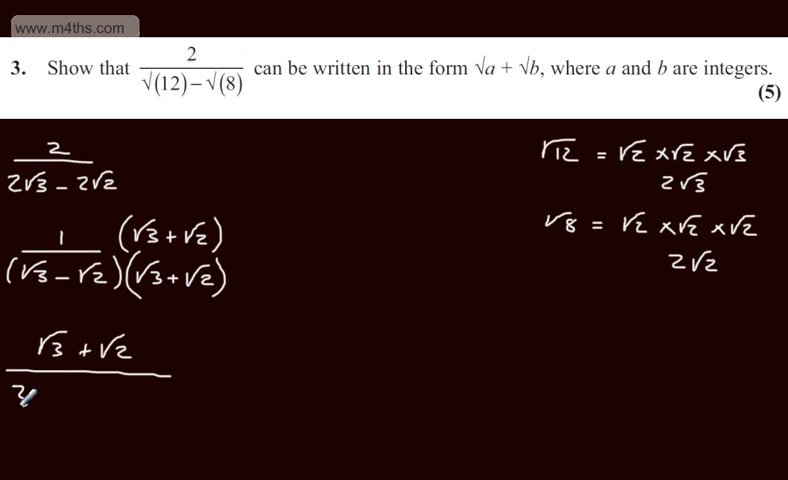 www.m4ths.com
3. Show that 2/(√(12)−√(8)) can be written in the form √a + √b, where a and b are integers.
(5)
2
2√3 − 2√2
1 (√3 + √2)
(√3 − √2)(√3 + √2)
√3 + √2
3
√12 = √2 × √2 × √3
2√3
√8 = √2 × √2 × √2
2√2